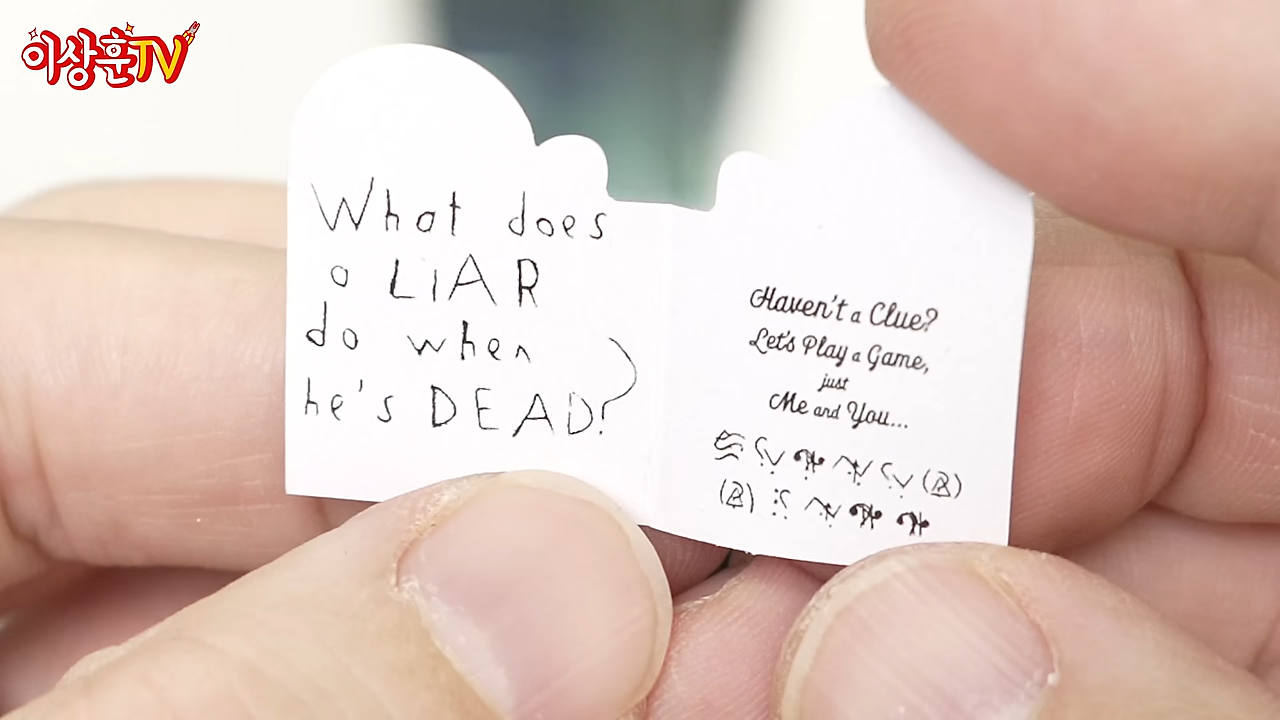 이상훈TV
What does
a LiAR
do when
he's DEAD?
Haven't a Clue?
Let's Play a Game,
just
Me and You...